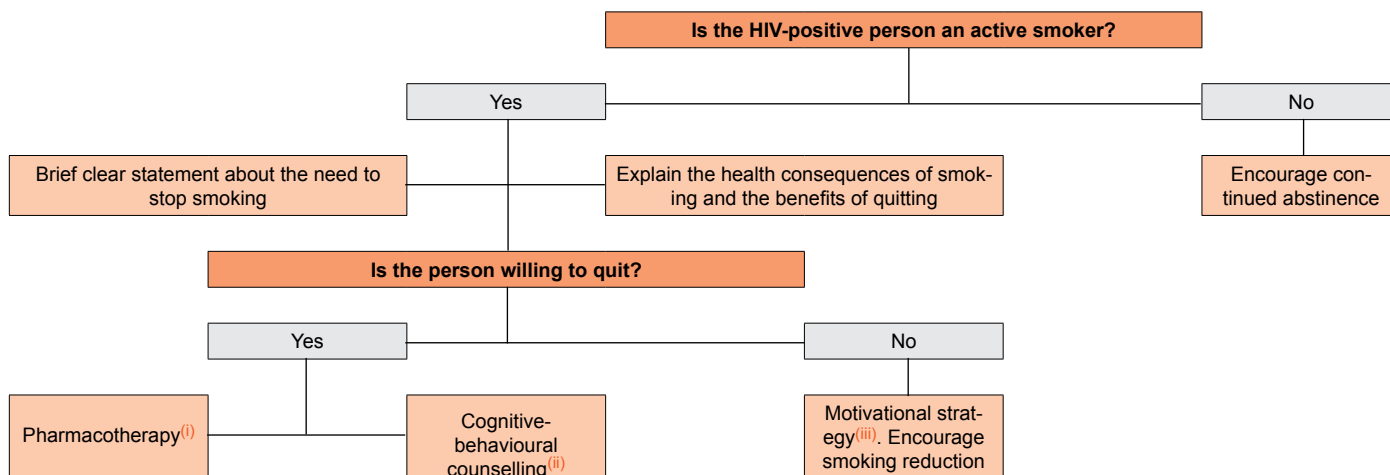 Is the HIV-positive person an active smoker?
Yes
No
Brief clear statement about the need to
stop smoking
Explain the health consequences of smok-
ing and the benefits of quitting
Encourage con-
tinued abstinence
Is the person willing to quit?
Yes
No
Pharmacotherapy(i)
Cognitive-
behavioural
counselling(ii)
Motivational strat-
egy(iii). Encourage
smoking reduction